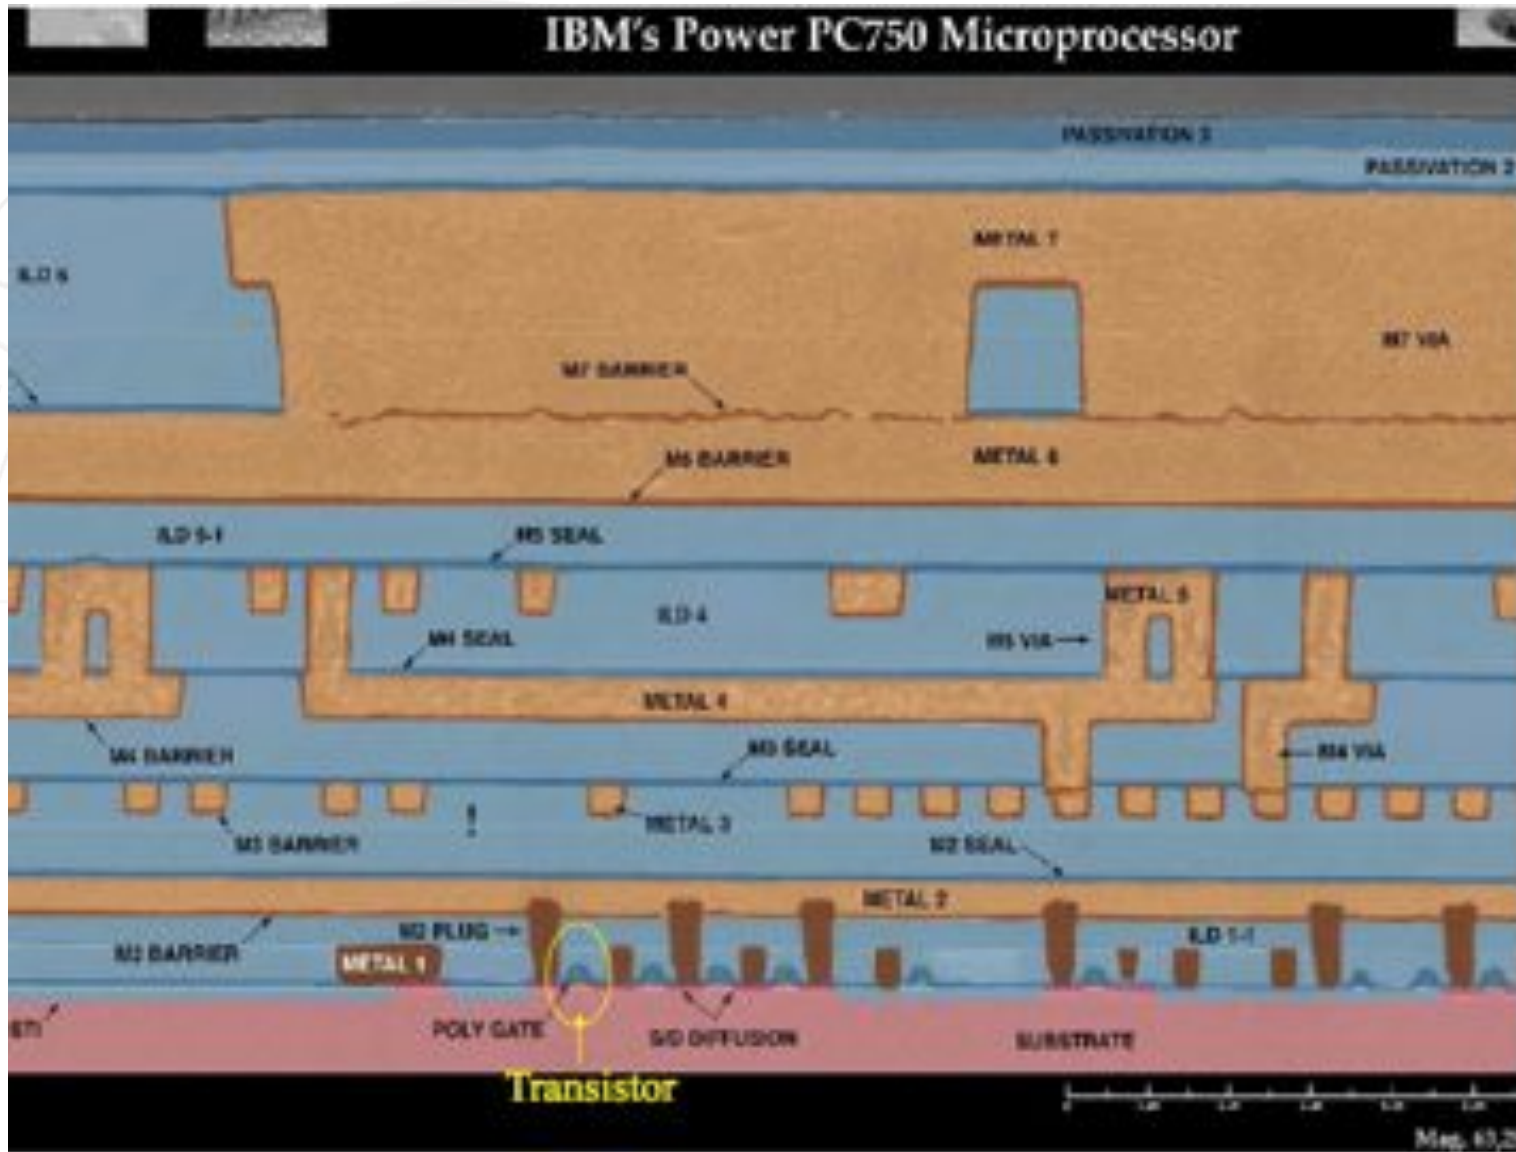 IBM's Power PC750 Microprocessor
PASSIVATION 3
PASSIVATION 2
METAL 7
ILD 6
M7 VIA
M7 BARRIER
M6 BARRIER
METAL 6
ILD 5-1
M5 SEAL
METAL 5
ILD 4
M4 SEAL
M5 VIA
METAL 4
M3 SEAL
M4 VIA
M4 BARRIER
METAL 3
M3 BARRIER
M2 SEAL
METAL 2
M2 PLUG
ILD 1-1
M2 BARRIER
METAL 1
STI
POLY GATE
S/D DIFFUSION
SUBSTRATE
Transistor
Mag.